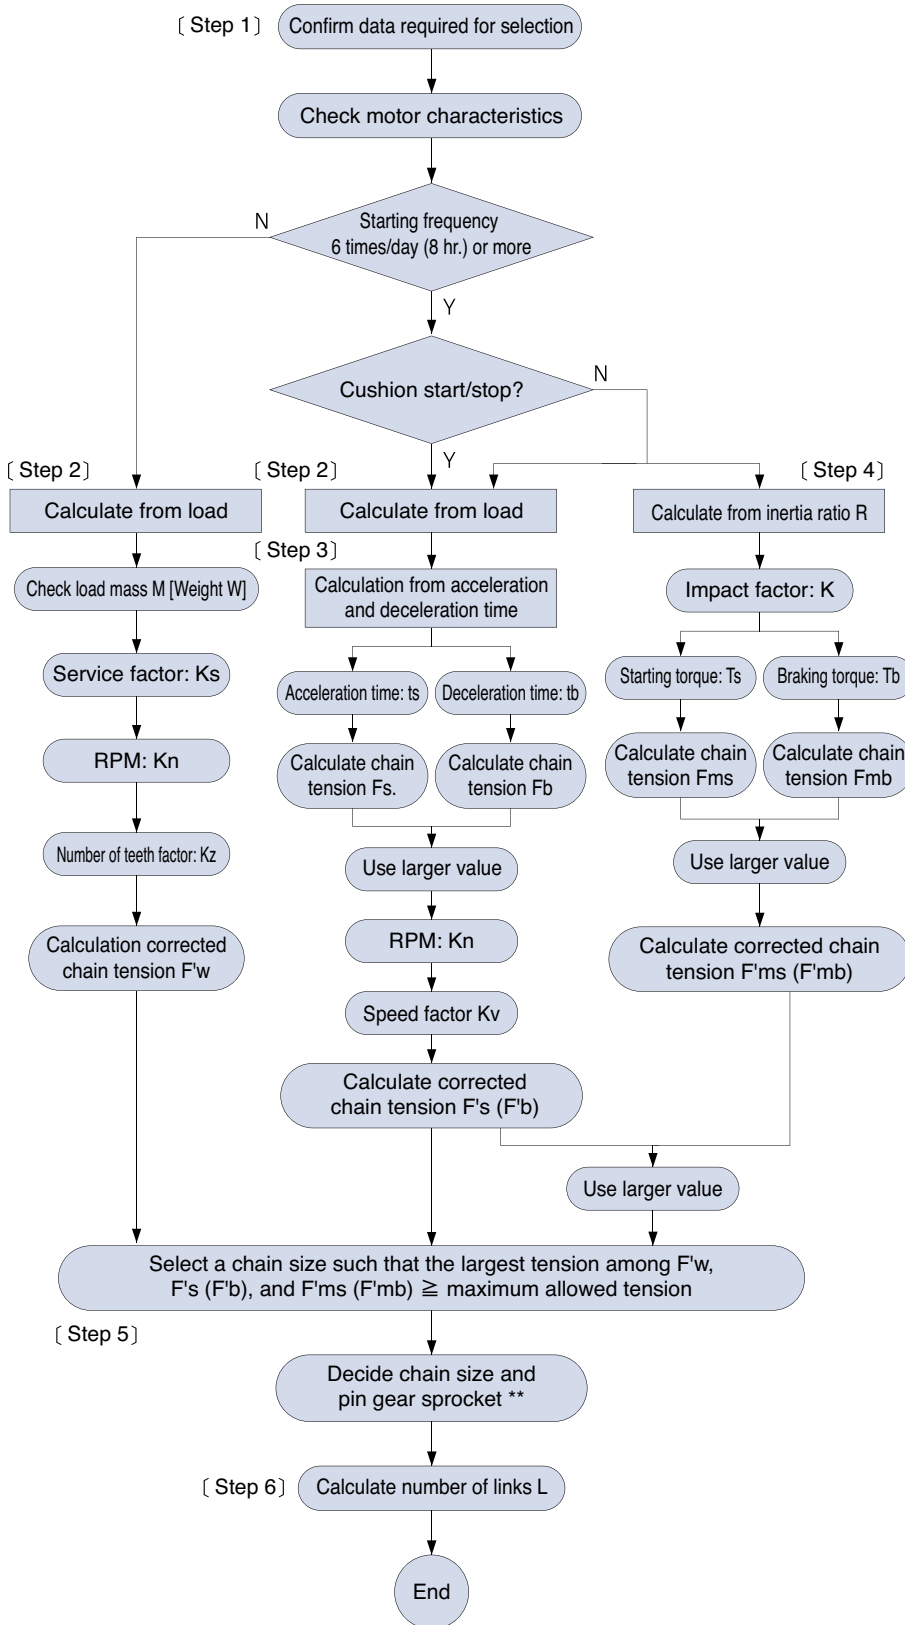 〔 Step 1〕
Confirm data required for selection
Check motor characteristics
Starting frequency
6 times/day (8 hr.) or more
N
Y
Cushion start/stop?
N
Y
〔 Step 2〕
Calculate from load
Check load mass M [Weight W]
Service factor: Ks
RPM: Kn
Number of teeth factor: Kz
Calculation corrected
chain tension F'w
〔 Step 2〕
Calculate from load
〔 Step 3〕
Calculation from acceleration
and deceleration time
Acceleration time: ts
Deceleration time: tb
Calculate chain
tension Fs.
Calculate chain
tension Fb
Use larger value
RPM: Kn
Speed factor Kv
Calculate corrected
chain tension F's (F'b)
〔 Step 4〕
Calculate from inertia ratio R
Impact factor: K
Starting torque: Ts
Braking torque: Tb
Calculate chain
tension Fms
Calculate chain
tension Fmb
Use larger value
Calculate corrected chain
tension F'ms (F'mb)
Use larger value
Select a chain size such that the largest tension among F'w,
F's (F'b), and F'ms (F'mb) ≧ maximum allowed tension
〔 Step 5〕
Decide chain size and
pin gear sprocket **
〔 Step 6〕
Calculate number of links L
End